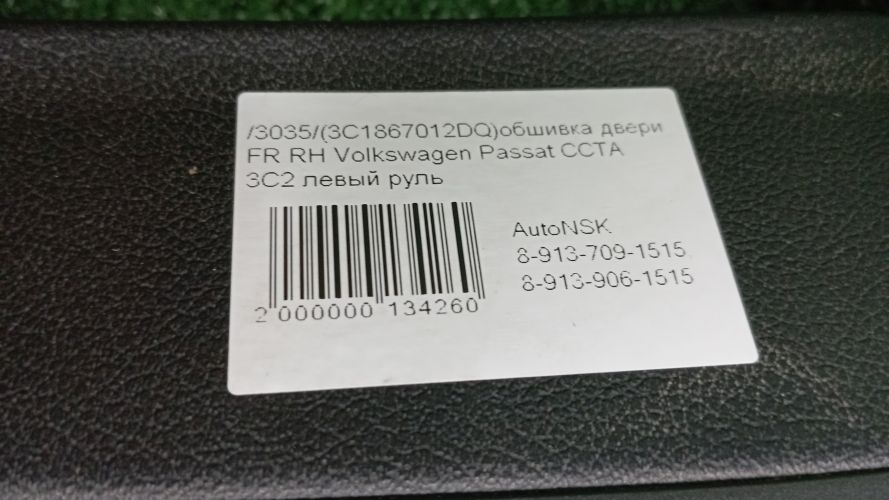 /3035/(3C1867012DQ)обшивка двери
FR RH Volkswagen Passat CCTA
3C2 левый руль
AutoNSK
8-913-709-1515
8-913-906-1515
2 000000 134260